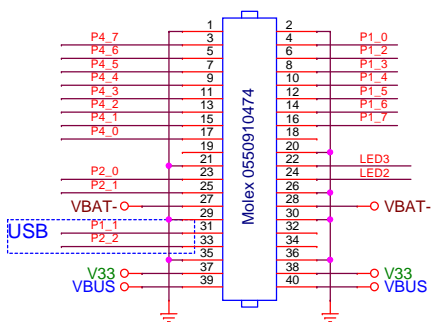 1 2
P4_7 3 4 P1_0
P4_6 5 6 P1_2
P4_5 7 8 P1_3
P4_4 9 10 P1_4
P4_3 11 12 P1_5
P4_2 13 14 P1_6
P4_1 15 16 P1_7
P4_0 17 18
19 20
21 22 LED3
P2_0 23 24 LED2
P2_1 25 26
VBAT- 27 28 VBAT-
29 30
USB P1_1 31 32
P2_2 33 34
35 36
V33 37 38 V33
VBUS 39 40 VBUS
Molex 0550910474